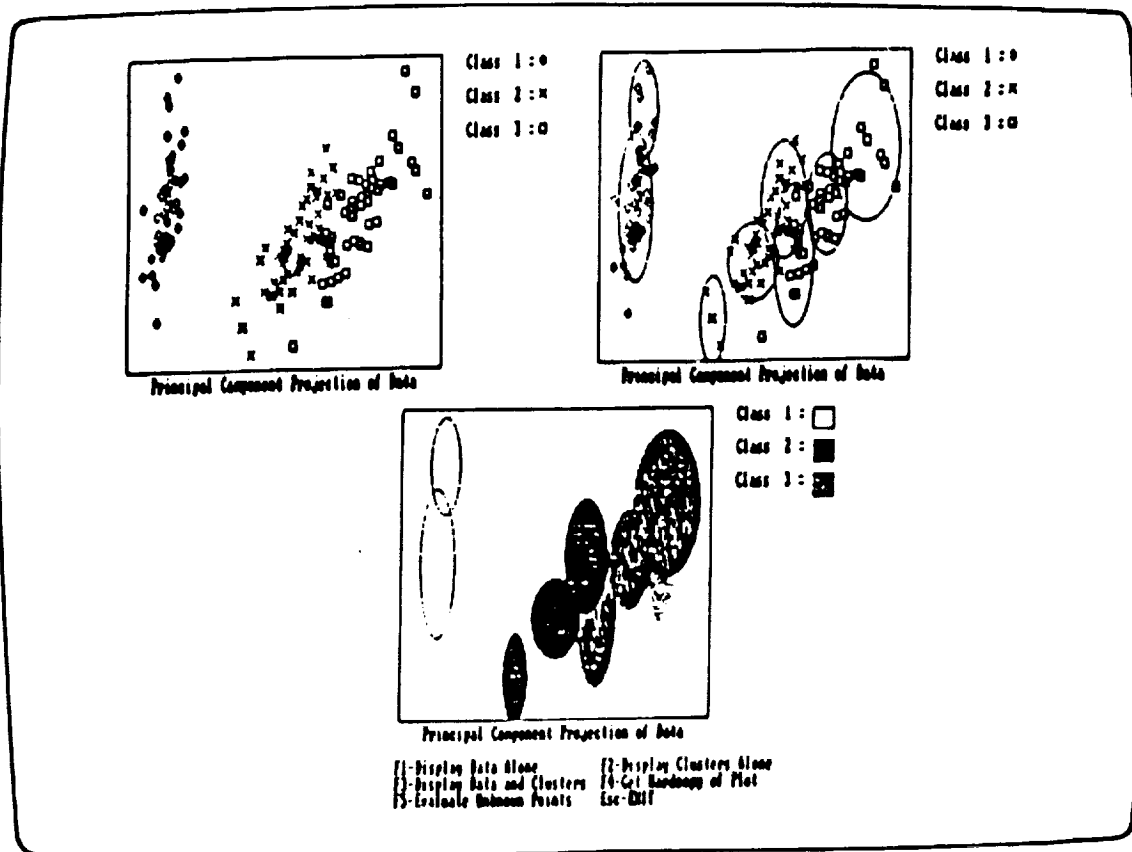 Class 1:o
Class 2:x
Class 3:□
Principal Component Projection of Data
Class 1:o
Class 2:x
Class 3:□
Principal Component Projection of Data
Class 1:
Class 2:
Class 3:
Principal Component Projection of Data
F1-Display Data Alone F2-Display Clusters Alone
F3-Display Data and Clusters F4-Get Hardcopy of Plot
F5-Evaluate Unknown Points Esc-EXIT